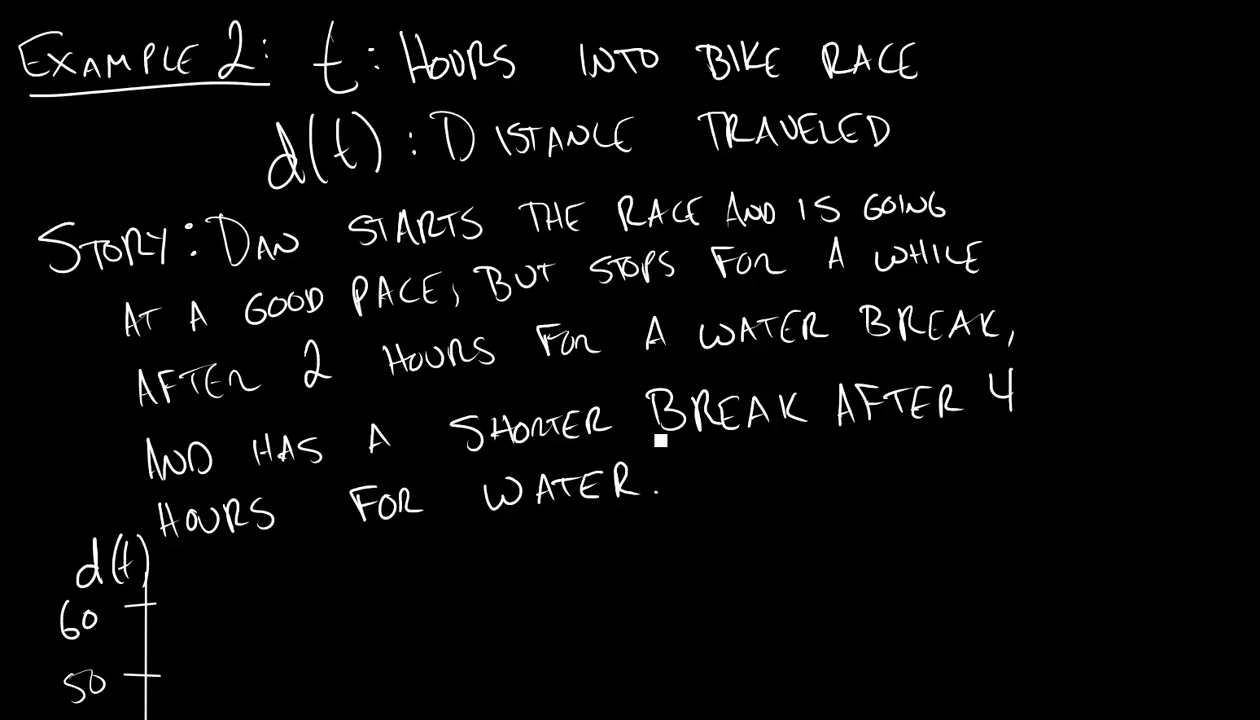 EXAMPLE 2: t: HOURS INTO BIKE RACE
d(t): DISTANCE TRAVELED
STORY: DAN STARTS THE RACE AND IS GOING
AT A GOOD PACE, BUT STOPS FOR A WHILE
AFTER 2 HOURS FOR A WATER BREAK,
AND HAS A SHORTER BREAK AFTER 4
HOURS FOR WATER.
d(t)
60
50